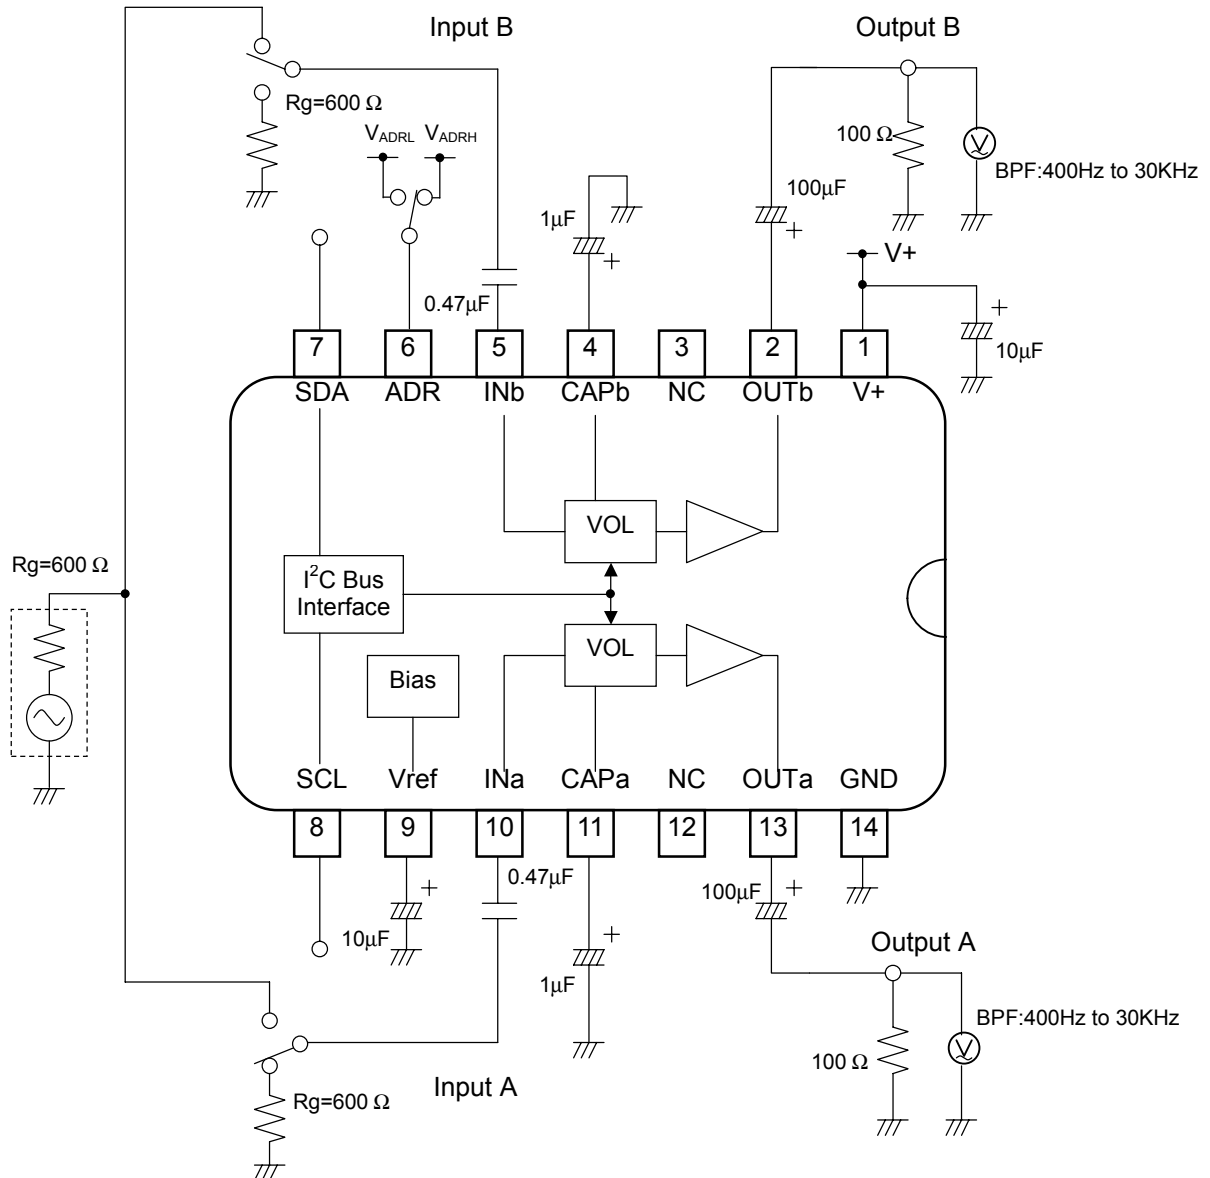 Input B
Output B
Rg=600 Ω
VADRL
VADRH
100 Ω
BPF:400Hz to 30KHz
100μF
+
1μF
+
V+
0.47μF
+
10μF
7
6
5
4
3
2
1
SDA
ADR
INb
CAPb
NC
OUTb
V+
VOL
Rg=600 Ω
I²C Bus
Interface
VOL
Bias
SCL
Vref
INa
CAPa
NC
OUTa
GND
8
9
10
11
12
13
14
0.47μF
+
10μF
100μF
+
+
1μF
Output A
BPF:400Hz to 30KHz
100 Ω
Input A
Rg=600 Ω
V
V